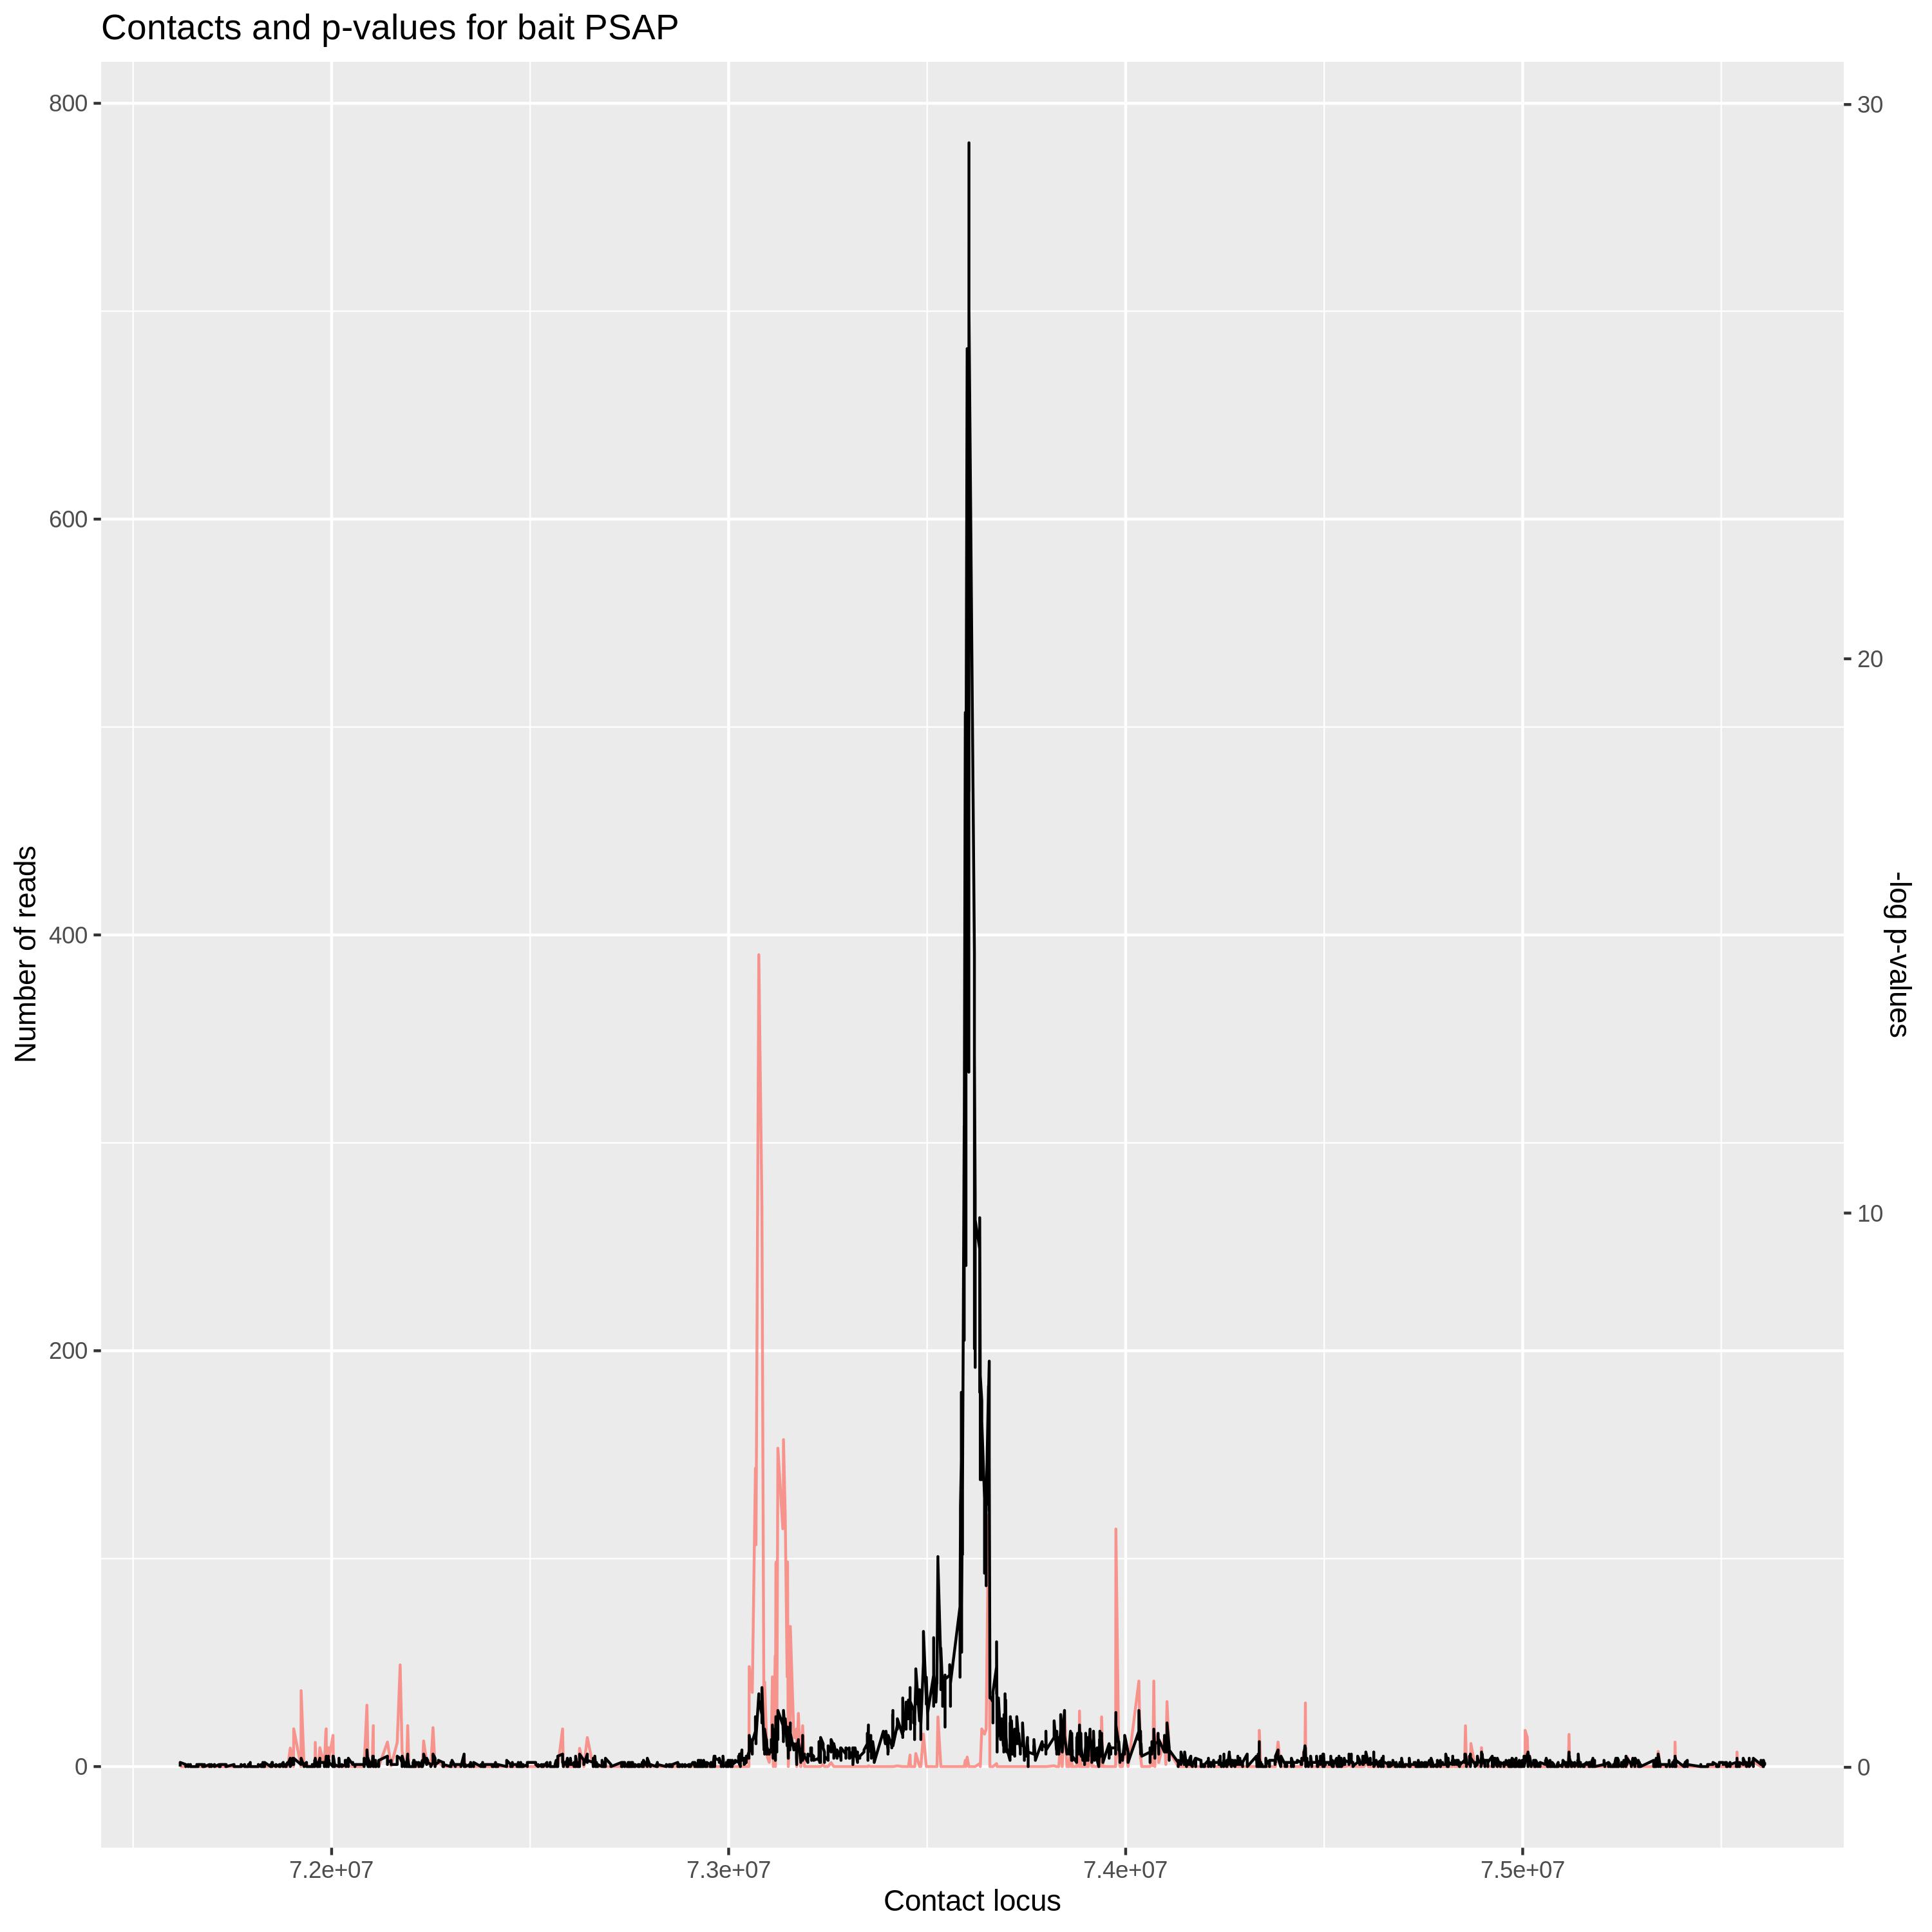 Contacts and p-values for bait PSAP
800
600
400
200
0
30
20
10
0
Number of reads
-log p-values
7.2e+07
7.3e+07
7.4e+07
7.5e+07
Contact locus